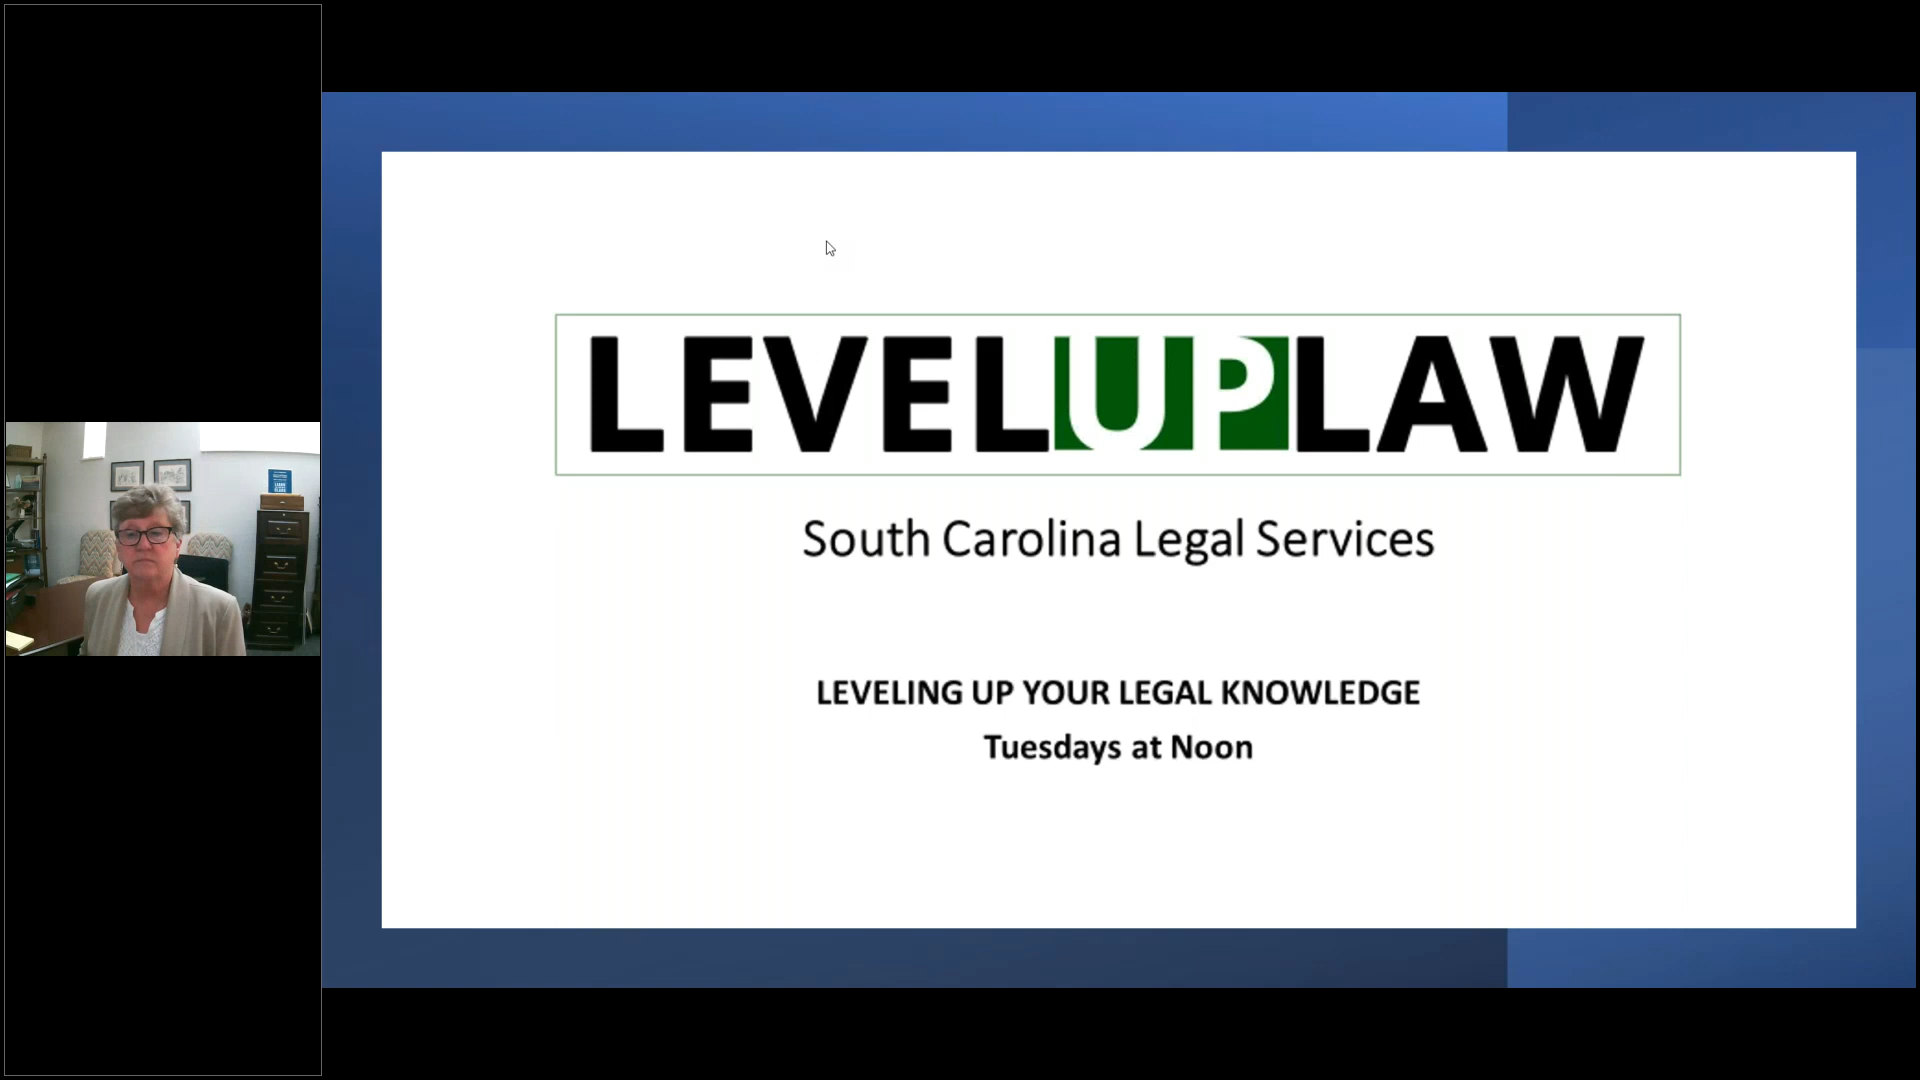 LEVELUPLAW
South Carolina Legal Services
LEVELING UP YOUR LEGAL KNOWLEDGE
Tuesdays at Noon